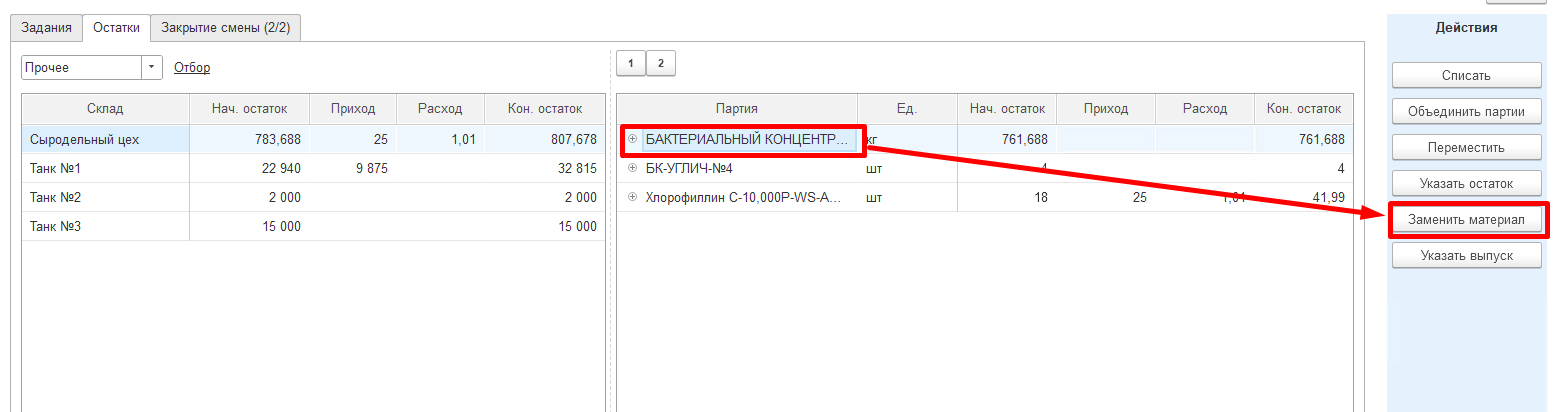 Задания Остатки Закрытие смены (2/2)
Действия
Прочее Отбор
1 2
Склад Нач. остаток Приход Расход Кон. остаток
Сыродельный цех 783,688 25 1,01 807,678
Танк №1 22 940 9 875 32 815
Танк №2 2 000 2 000
Танк №3 15 000 15 000
Партия Ед. Нач. остаток Приход Расход Кон. остаток
БАКТЕРИАЛЬНЫЙ КОНЦЕНТР... кг 761,688 761,688
БК-УГЛИЧ-№4 шт 4 4
Хлорофиллин С-10,000P-WS-A... шт 18 25 1,01 41,99
Списать
Объединить партии
Переместить
Указать остаток
Заменить материал
Указать выпуск